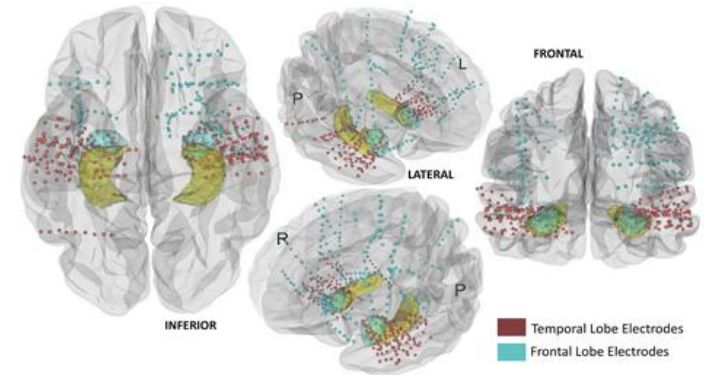 FRONTAL
L
P
LATERAL
R
P
INFERIOR
Temporal Lobe Electrodes
Frontal Lobe Electrodes